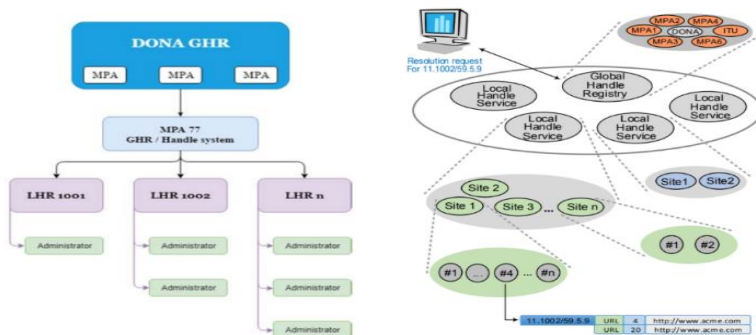 DONA GHR
MPA
MPA
MPA
MPA 77
GHR / Handle system
LHR 1001
LHR 1002
LHR n
Administrator
Administrator
Administrator
Administrator
Administrator
Administrator
Resolution request
For 11.1002/59.5.9
MPA2
MPA4
MPA1
DONA
ITU
MPA3
MPA6
Global
Handle
Registry
Local
Handle
Service
Local
Handle
Service
Local
Handle
Service
Local
Handle
Service
Site 2
Site 1
Site 3
...
Site n
Site1
Site2
#1
...
#4
...
#n
#1
#2
11.1002/59.5.9 URL 4 http://www.acme.com
URL 20 http://www.acme.com